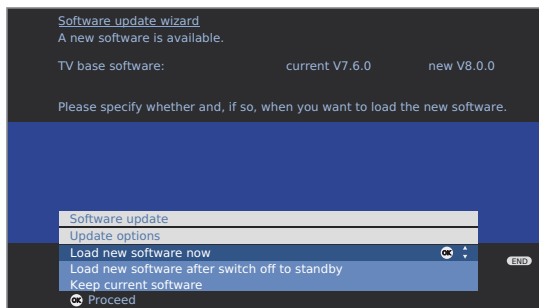 Software update wizard
A new software is available.
TV base software: current V7.6.0 new V8.0.0
Please specify whether and, if so, when you want to load the new software.
Software update
Update options
Load new software now OK
END
Load new software after switch off to standby
Keep current software
OK Proceed